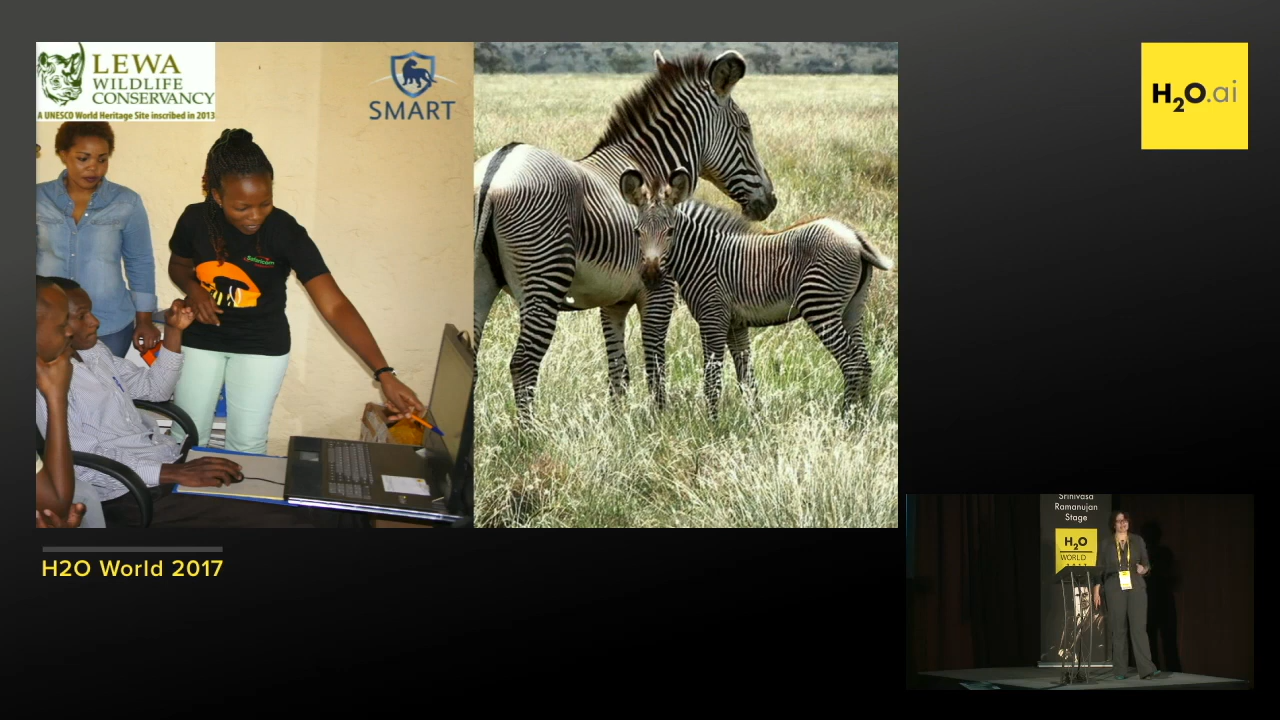 LEWA
WILDLIFE
CONSERVANCY
A UNESCO World Heritage Site inscribed in 2013
SMART
Safaricom
H2O.ai
H2O World 2017
Srinivasa
Ramanujan
Stage
H2O
WORLD